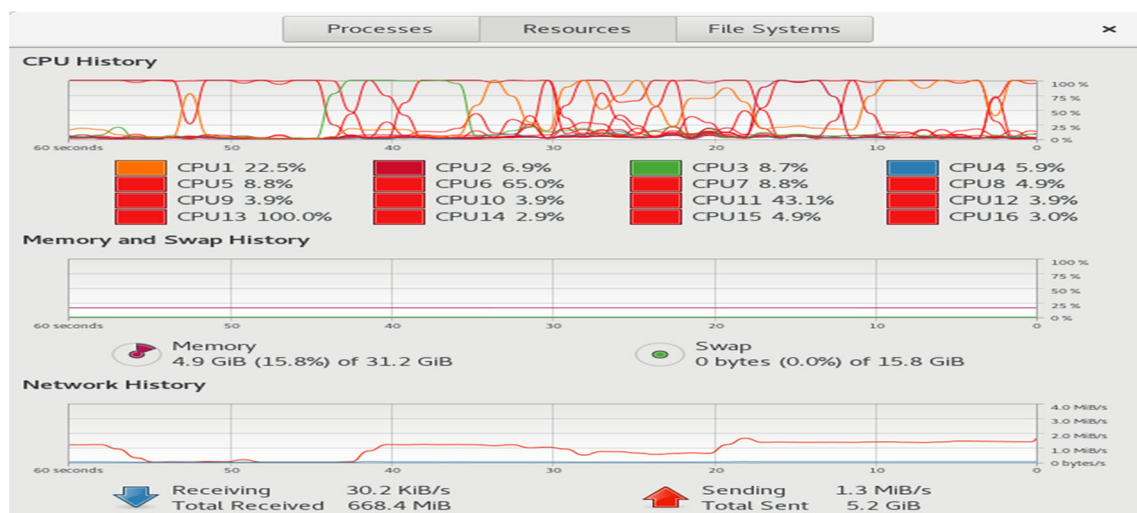 Processes Resources File Systems ×
CPU History
100 %
75 %
50 %
25 %
0 %
60 seconds 50 40 30 20 10 0
CPU1 22.5% CPU2 6.9% CPU3 8.7% CPU4 5.9%
CPU5 8.8% CPU6 65.0% CPU7 8.8% CPU8 4.9%
CPU9 3.9% CPU10 3.9% CPU11 43.1% CPU12 3.9%
CPU13 100.0% CPU14 2.9% CPU15 4.9% CPU16 3.0%
Memory and Swap History
100 %
75 %
50 %
25 %
0 %
60 seconds 50 40 30 20 10 0
Memory Swap
4.9 GiB (15.8%) of 31.2 GiB 0 bytes (0.0%) of 15.8 GiB
Network History
4.0 MiB/s
3.0 MiB/s
2.0 MiB/s
1.0 MiB/s
0 bytes/s
60 seconds 50 40 30 20 10 0
Receiving 30.2 KiB/s Sending 1.3 MiB/s
Total Received 668.4 MiB Total Sent 5.2 GiB